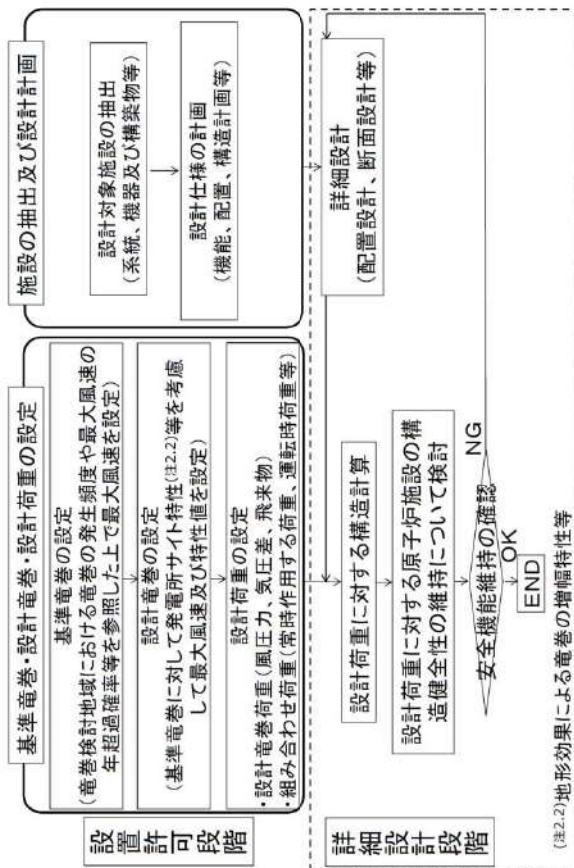 基準竜巻・設計竜巻・設計荷重の設定
基準竜巻の設定
(竜巻検討地域における竜巻の発生頻度や最大風速の
年超過確率等を参照した上で最大風速を設定)
設計竜巻の設定
(基準竜巻に対して発電所サイト特性(注2.2)等を考慮
して最大風速及び特性値を設定)
設計荷重の設定
・設計竜巻荷重(風圧力、気圧差、飛来物)
・組み合わせ荷重(常時作用する荷重、運転時荷重等)
施設の抽出及び設計計画
設計対象施設の抽出
(系統、機器及び構築物等)
設計仕様の計画
(機能、配置、構造計画等)
設置許可段階
詳細設計
(配置設計、断面設計等)
設計荷重に対する構造計算
設計荷重に対する原子炉施設の構
造健全性の維持について検討
安全機能維持の確認
NG
OK
END
詳細設計段階
(注2.2)地形効果による竜巻の増幅特性等